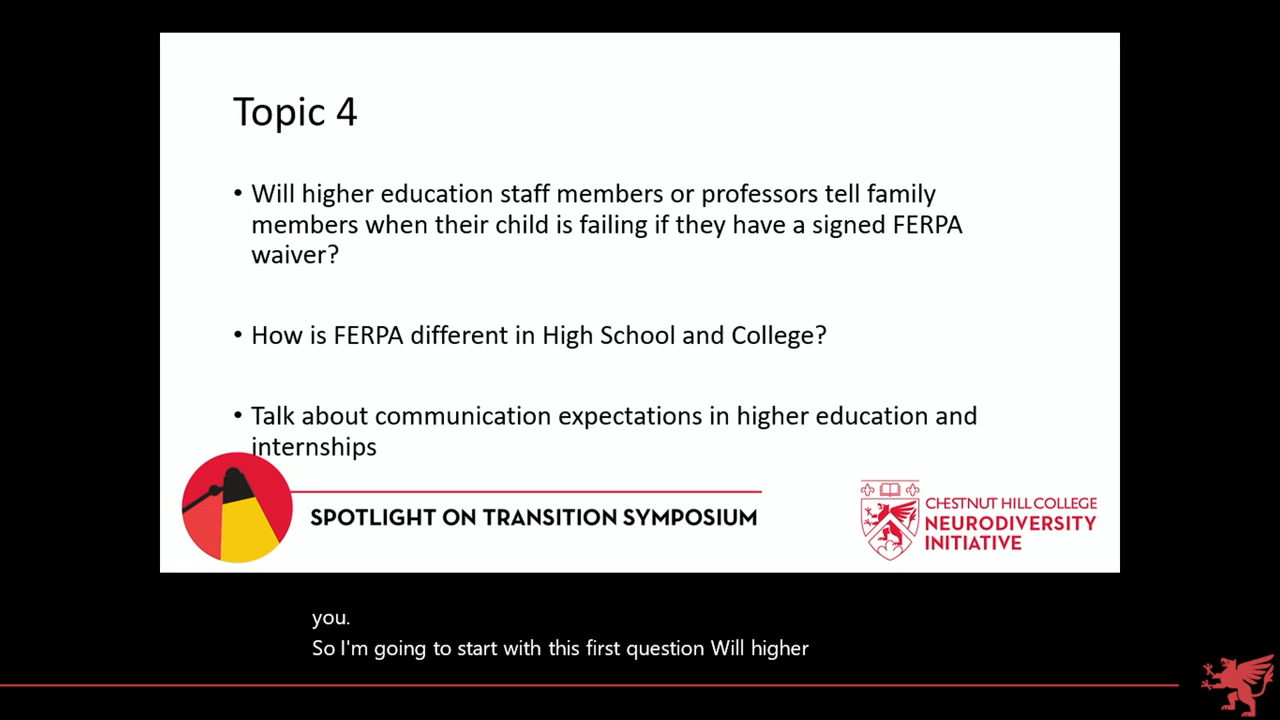 Topic 4
• Will higher education staff members or professors tell family
members when their child is failing if they have a signed FERPA
waiver?
• How is FERPA different in High School and College?
• Talk about communication expectations in higher education and
internships
SPOTLIGHT ON TRANSITION SYMPOSIUM
CHESTNUT HILL COLLEGE
NEURODIVERSITY
INITIATIVE
you.
So I'm going to start with this first question Will higher